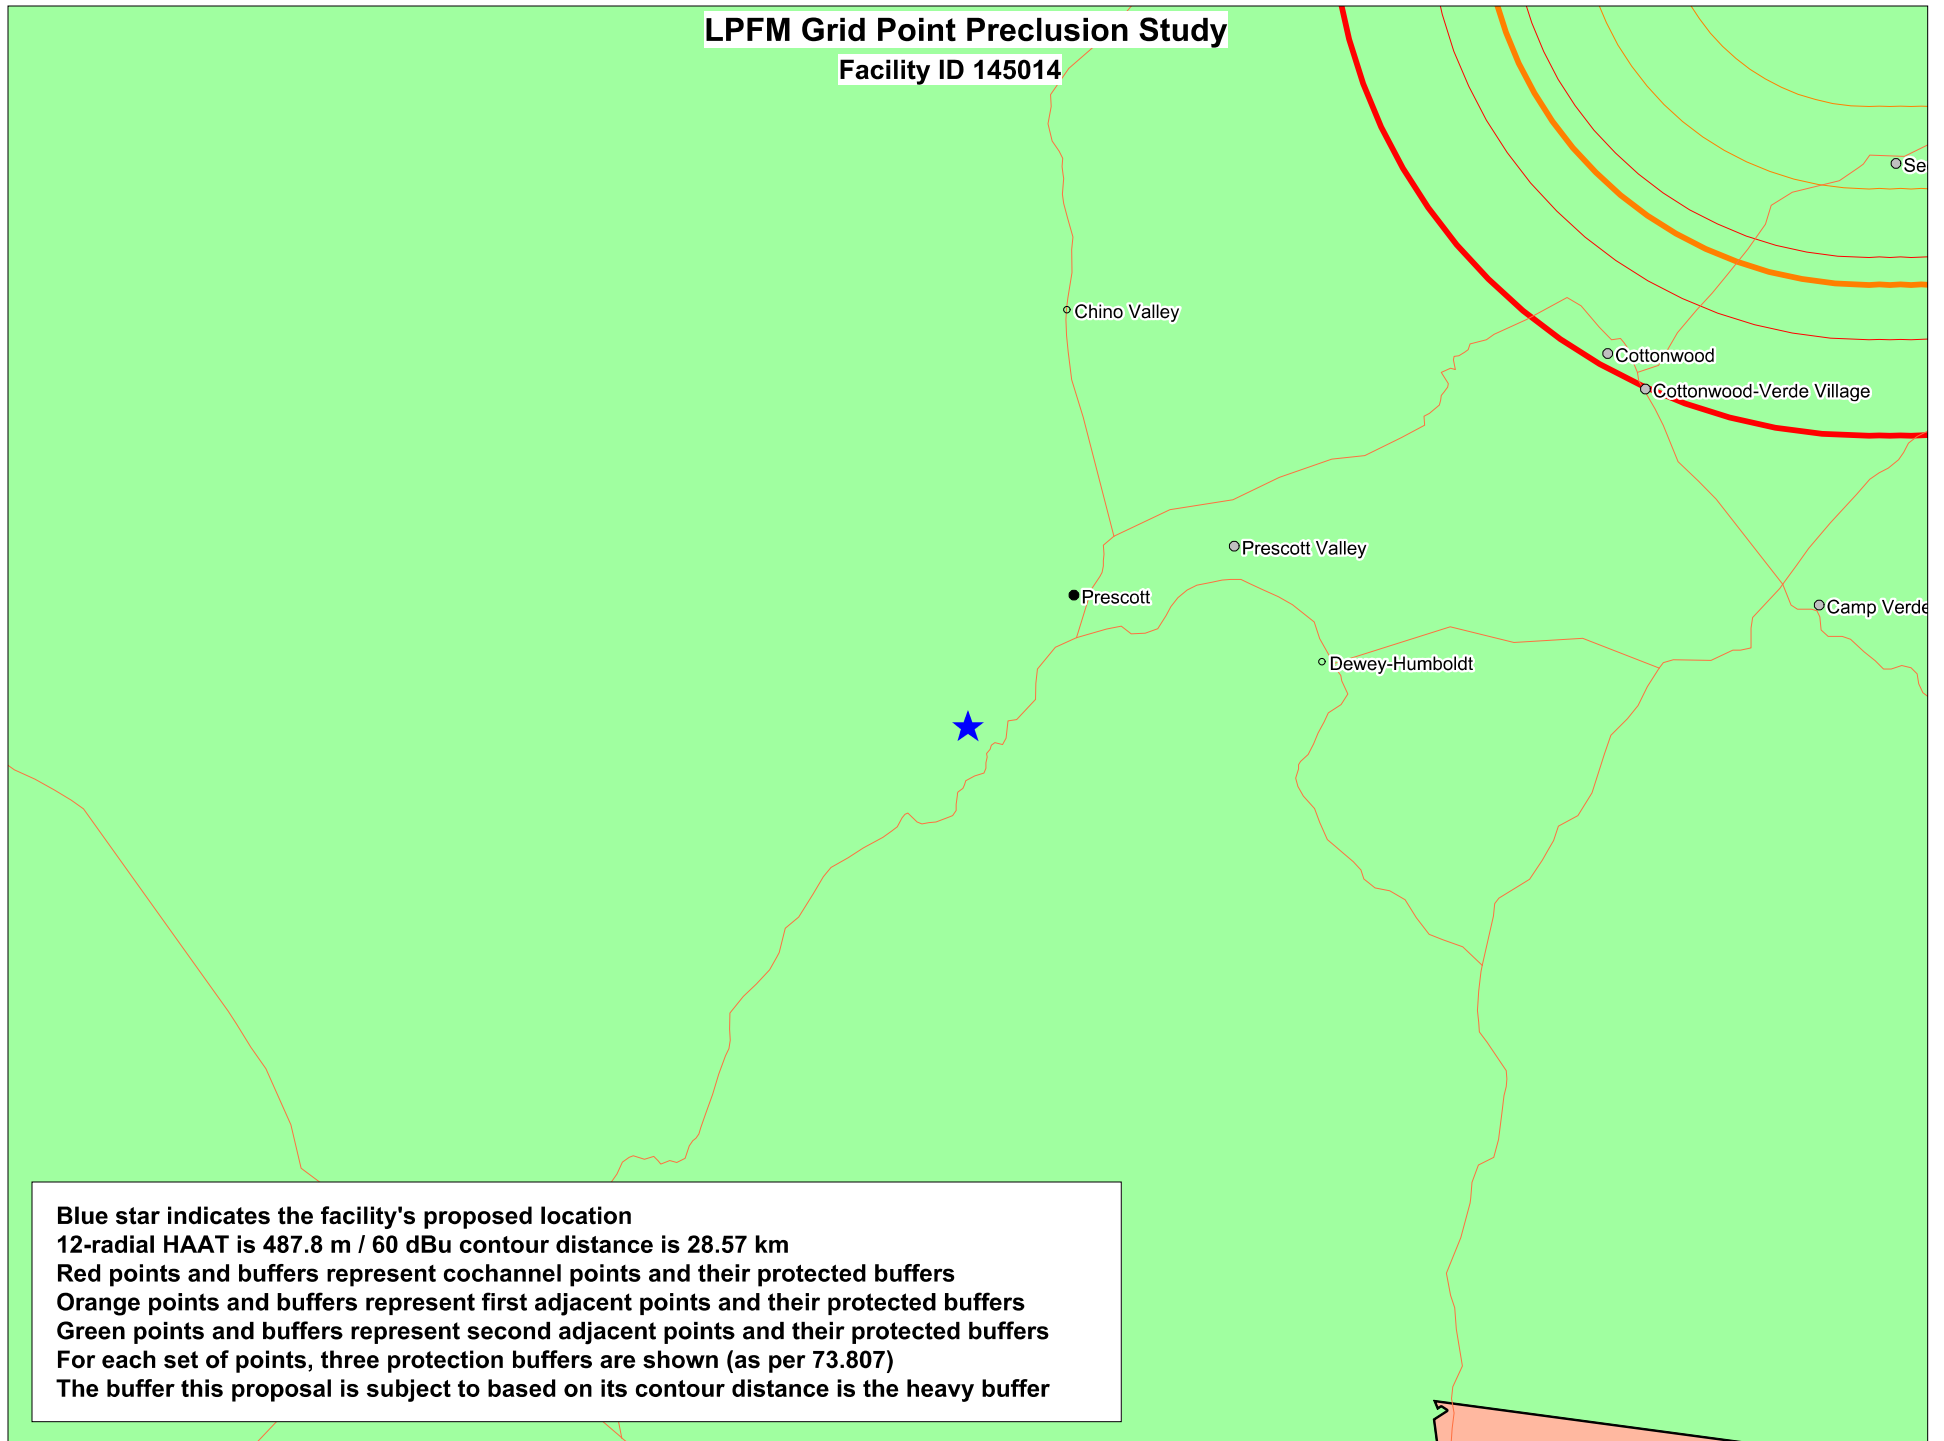 LPFM Grid Point Preclusion Study
Facility ID 145014
Se
Chino Valley
Cottonwood
Cottonwood-Verde Village
Prescott Valley
Prescott
Camp Verde
Dewey-Humboldt
Blue star indicates the facility's proposed location
12-radial HAAT is 487.8 m / 60 dBu contour distance is 28.57 km
Red points and buffers represent cochannel points and their protected buffers
Orange points and buffers represent first adjacent points and their protected buffers
Green points and buffers represent second adjacent points and their protected buffers
For each set of points, three protection buffers are shown (as per 73.807)
The buffer this proposal is subject to based on its contour distance is the heavy buffer